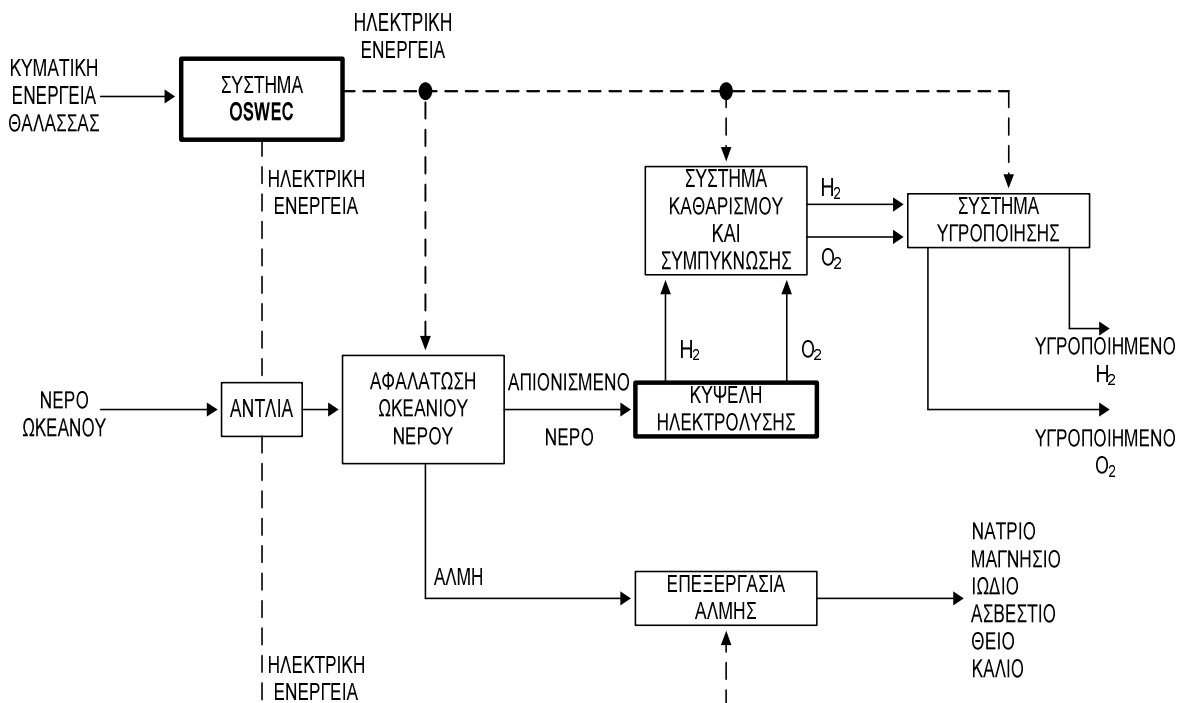 ΗΛΕΚΤΡΙΚΗ
ΕΝΕΡΓΕΙΑ
ΚΥΜΑΤΙΚΗ
ΕΝΕΡΓΕΙΑ
ΘΑΛΑΣΣΑΣ
ΣΥΣΤΗΜΑ
OSWEC
ΗΛΕΚΤΡΙΚΗ
ΕΝΕΡΓΕΙΑ
ΣΥΣΤΗΜΑ
ΚΑΘΑΡΙΣΜΟΥ
ΚΑΙ
ΣΥΜΠΥΚΝΩΣΗΣ
H2
O2
ΣΥΣΤΗΜΑ
ΥΓΡΟΠΟΙΗΣΗΣ
H2
O2
ΥΓΡΟΠΟΙΗΜΕΝΟ
H2
ΝΕΡΟ
ΩΚΕΑΝΟΥ
ΑΝΤΛΙΑ
ΑΦΑΛΑΤΩΣΗ
ΩΚΕΑΝΙΟΥ
ΝΕΡΟΥ
ΑΠΙΟΝΙΣΜΕΝΟ
ΝΕΡΟ
ΚΥΨΕΛΗ
ΗΛΕΚΤΡΟΛΥΣΗΣ
ΥΓΡΟΠΟΙΗΜΕΝΟ
O2
ΑΛΜΗ
ΕΠΕΞΕΡΓΑΣΙΑ
ΑΛΜΗΣ
ΝΑΤΡΙΟ
ΜΑΓΝΗΣΙΟ
ΙΩΔΙΟ
ΑΣΒΕΣΤΙΟ
ΘΕΙΟ
ΚΑΛΙΟ
ΗΛΕΚΤΡΙΚΗ
ΕΝΕΡΓΕΙΑ